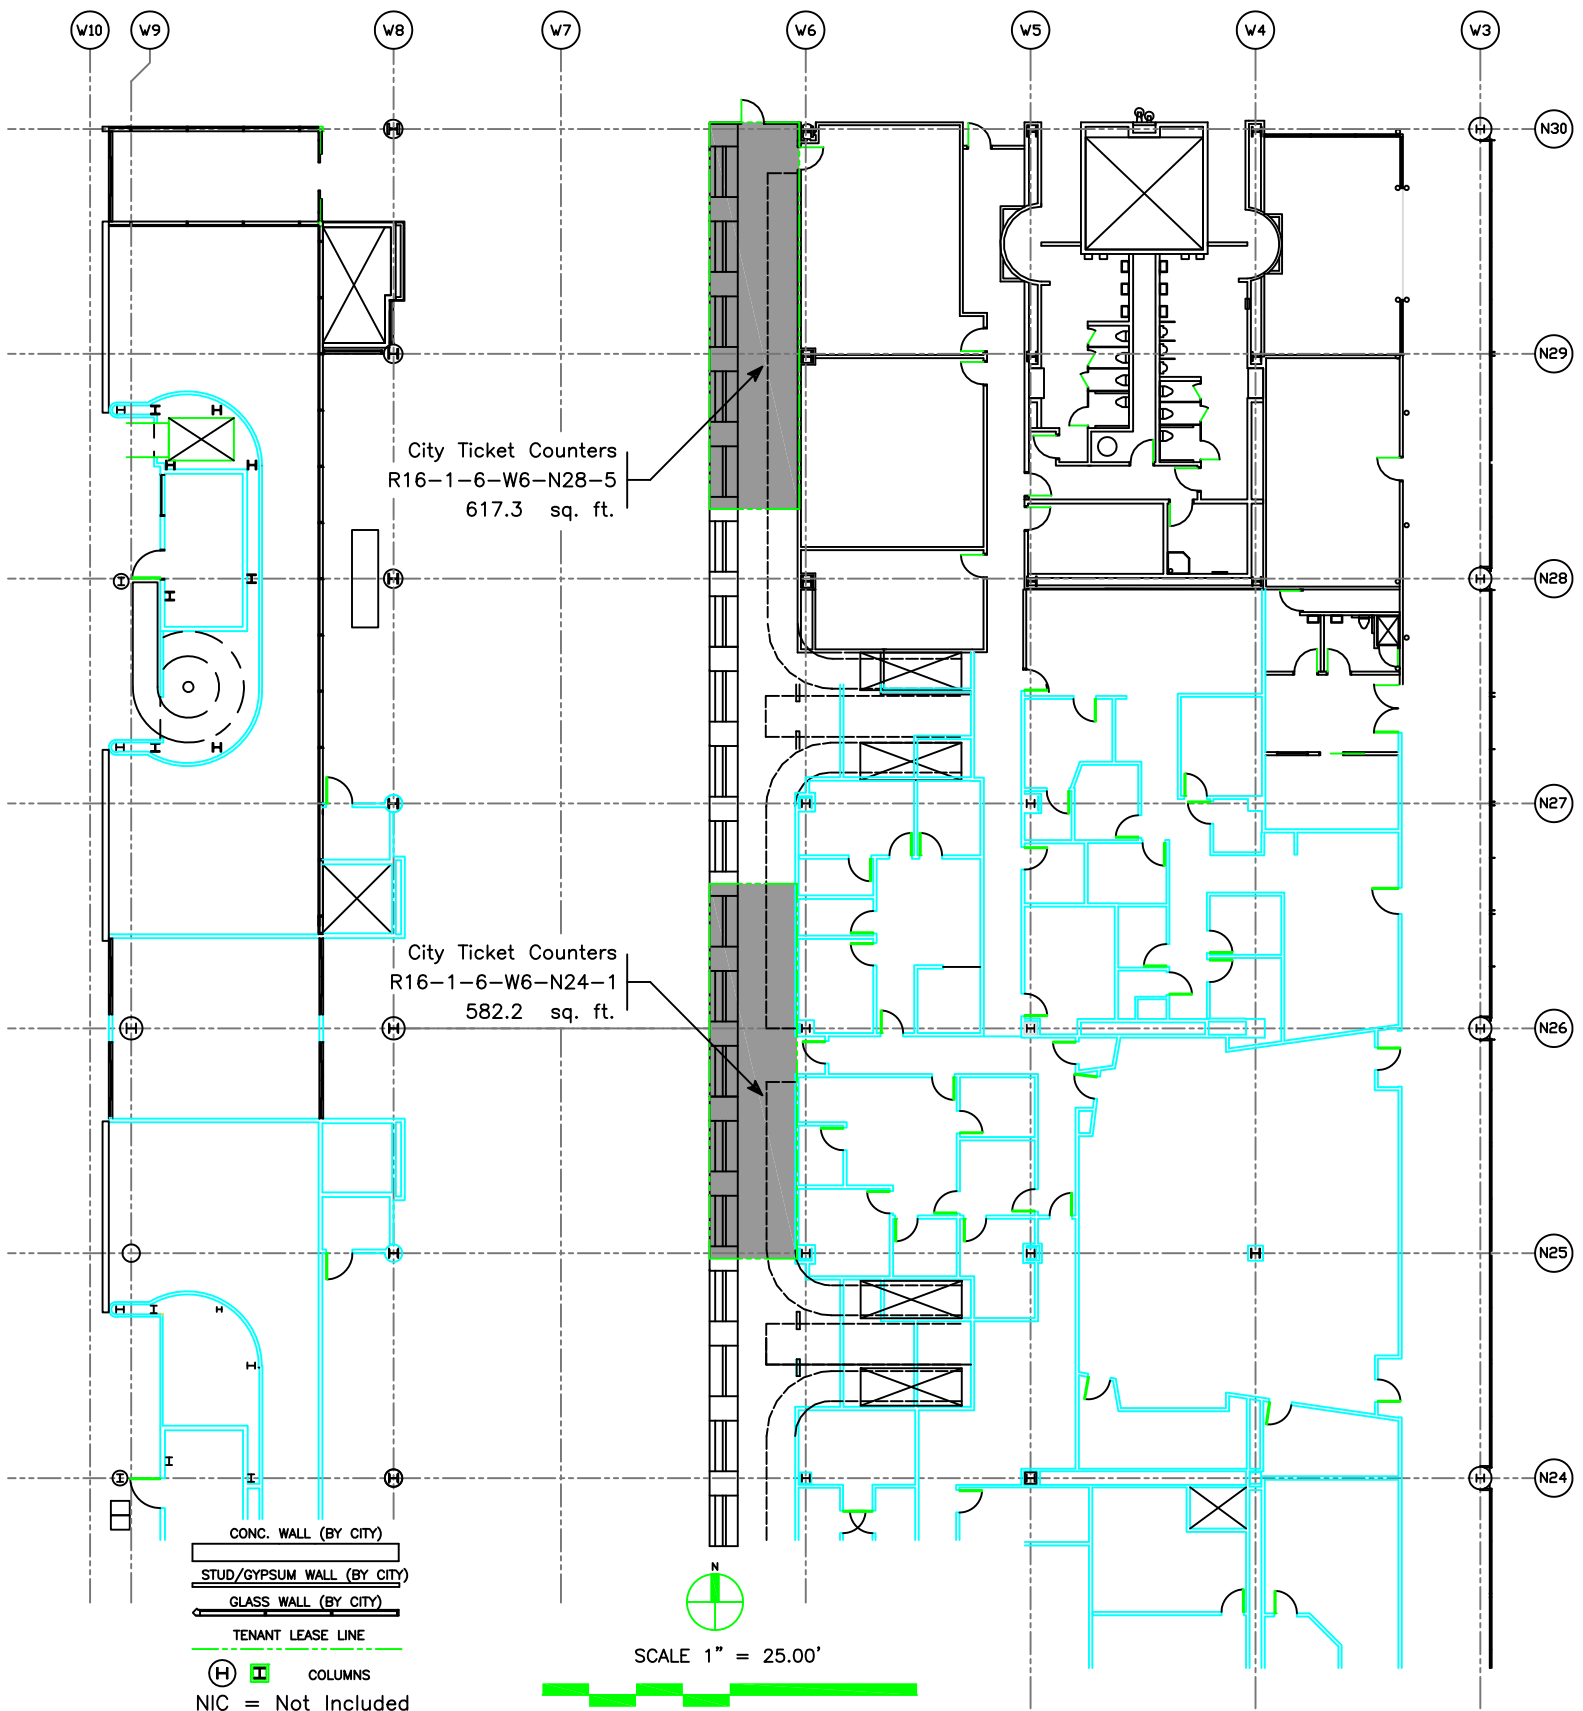 W10 W9 W8 W7 W6 W5 W4 W3
N30
N29
City Ticket Counters
R16-1-6-W6-N28-5
617.3 sq. ft.
N28
N27
City Ticket Counters
R16-1-6-W6-N24-1
582.2 sq. ft.
N26
N25
N24
CONC. WALL (BY CITY)
STUD/GYPSUM WALL (BY CITY)
GLASS WALL (BY CITY)
TENANT LEASE LINE
COLUMNS
NIC = Not Included
N
SCALE 1" = 25.00'